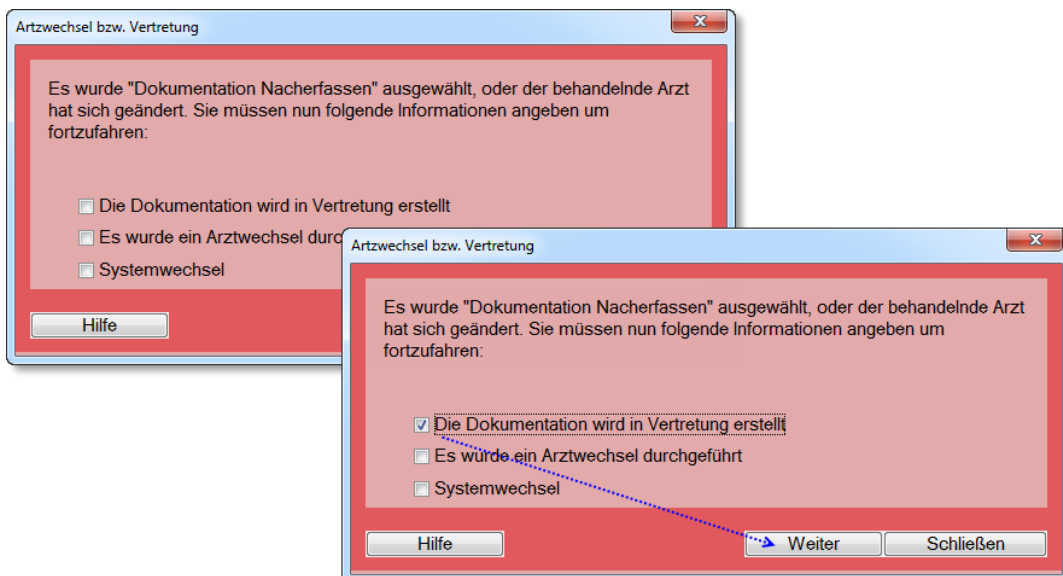 Artzwechsel bzw. Vertretung
Es wurde "Dokumentation Nacherfassen" ausgewählt, oder der behandelnde Arzt
hat sich geändert. Sie müssen nun folgende Informationen angeben um
fortzufahren:
Die Dokumentation wird in Vertretung erstellt
Es wurde ein Arztwechsel durc
Systemwechsel
Hilfe
Artzwechsel bzw. Vertretung
Es wurde "Dokumentation Nacherfassen" ausgewählt, oder der behandelnde Arzt
hat sich geändert. Sie müssen nun folgende Informationen angeben um
fortzufahren:
Die Dokumentation wird in Vertretung erstellt
Es wurde ein Arztwechsel durchgeführt
Systemwechsel
Hilfe Weiter Schließen